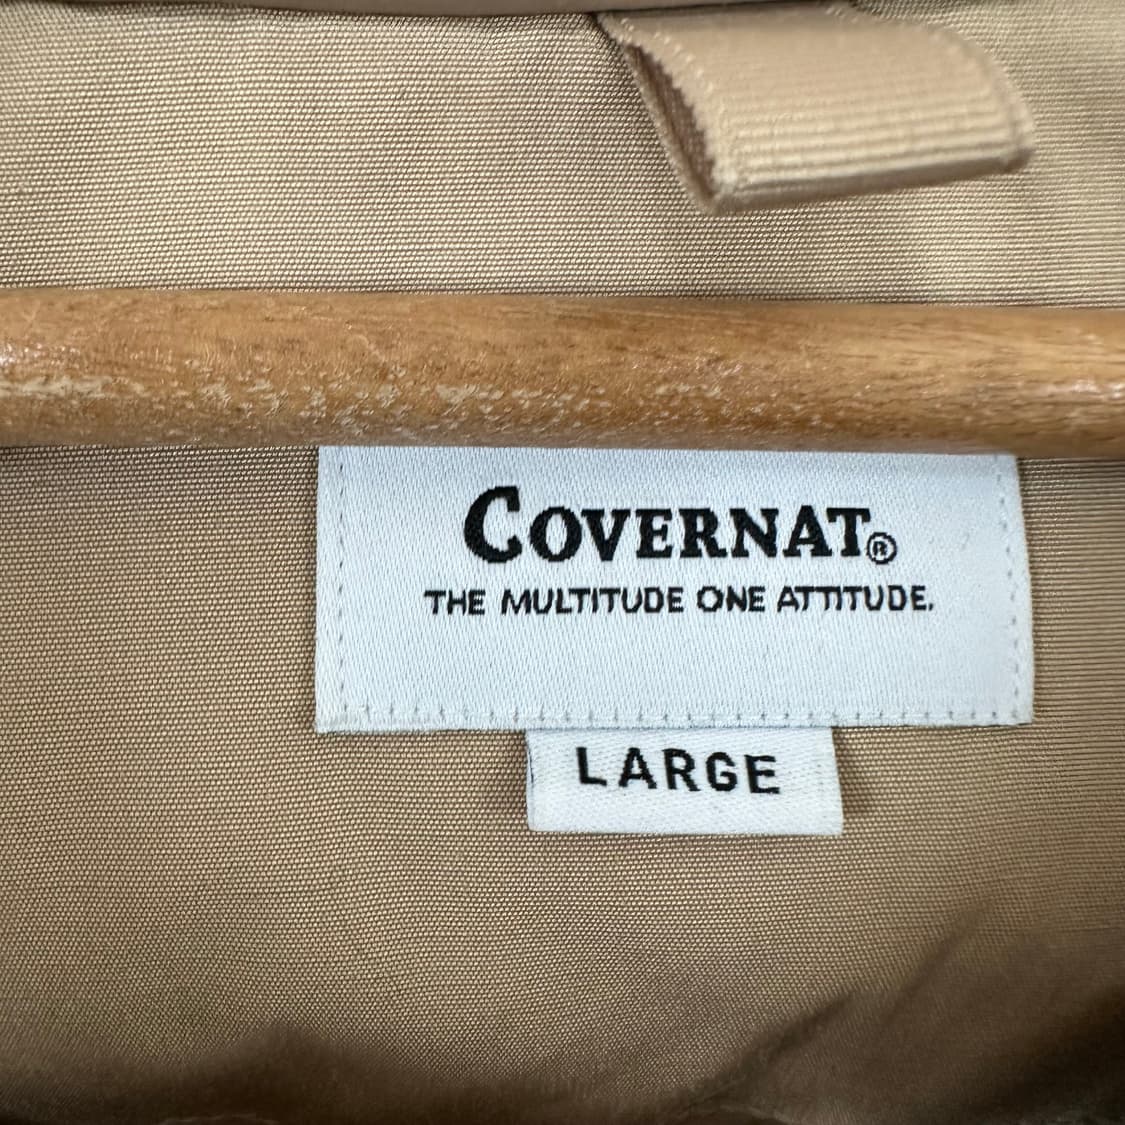 COVERNAT®
THE MULTITUDE ONE ATTITUDE.
LARGE